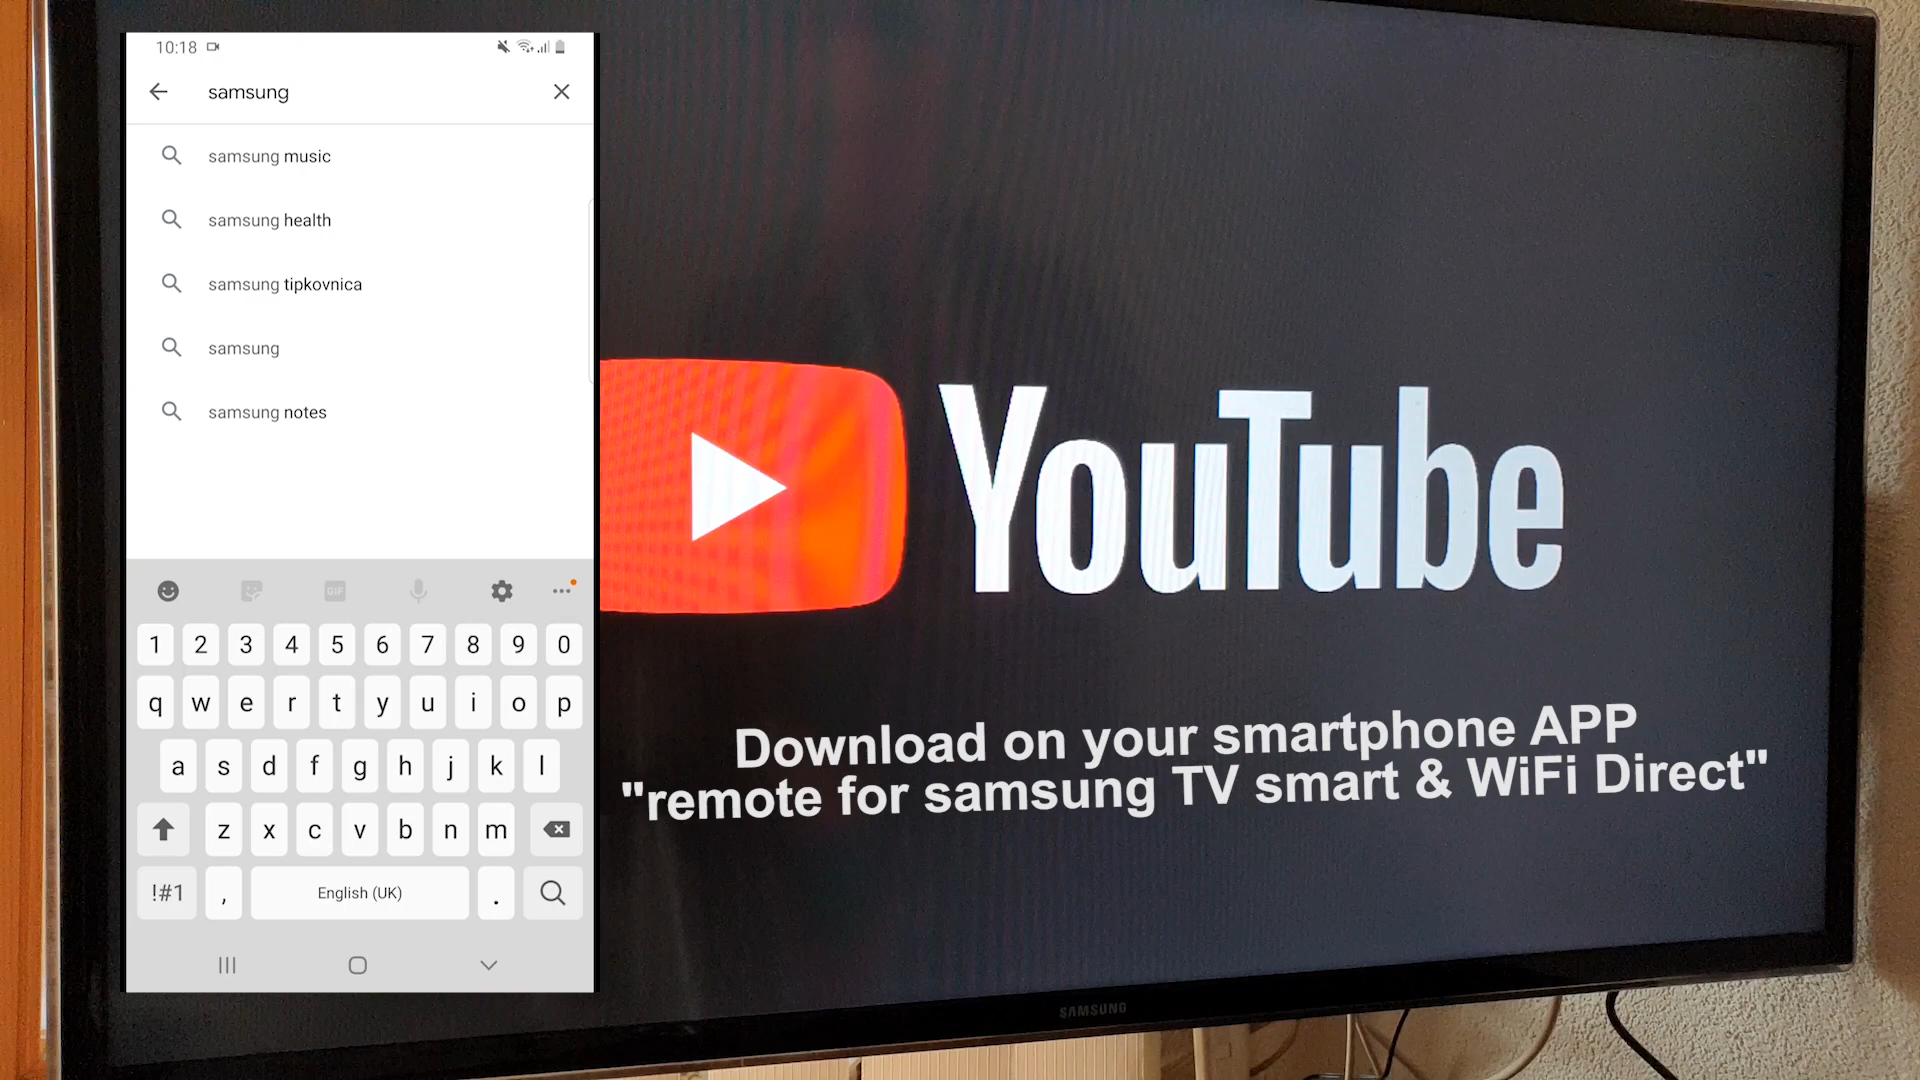 10:18
samsung
samsung music
samsung health
samsung tipkovnica
samsung
samsung notes
GIF
1 2 3 4 5 6 7 8 9 0
q w e r t y u i o p
a s d f g h j k l
z x c v b n m
!#1 , English (UK) .
YouTube
Download on your smartphone APP
"remote for samsung TV smart & WiFi Direct"
SAMSUNG